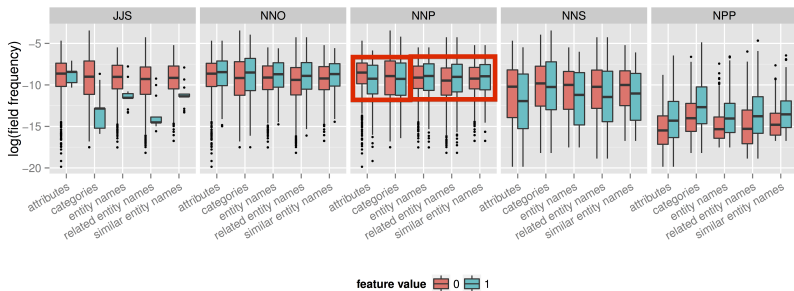 JJS NNO NNP NNS NPP
log(field frequency)
−5
−10
−15
−20
attributes categories entity names related entity names similar entity names attributes categories entity names related entity names similar entity names attributes categories entity names related entity names similar entity names attributes categories entity names related entity names similar entity names attributes categories entity names related entity names similar entity names
feature value 0 1